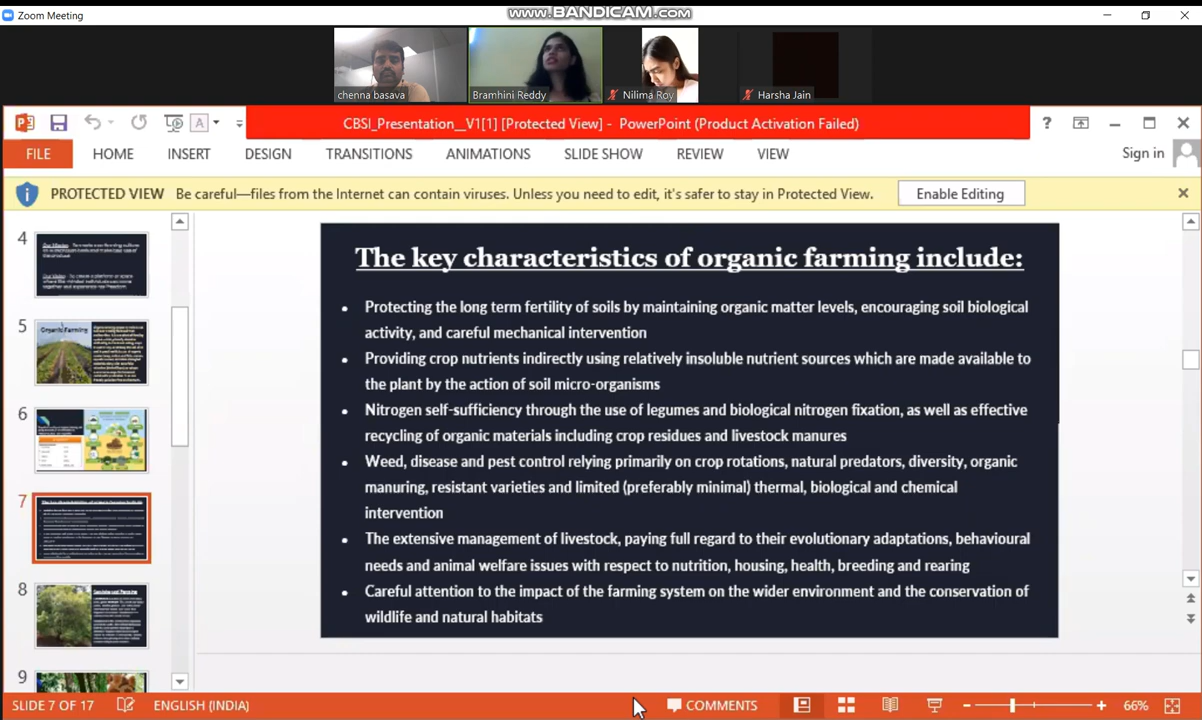 Zoom Meeting
WWW.BANDICAM.COM
chenna basava
Bramhini Reddy
Nilima Roy
Harsha Jain
CBSI_Presentation__V1[1] [Protected View] - PowerPoint (Product Activation Failed)
FILE HOME INSERT DESIGN TRANSITIONS ANIMATIONS SLIDE SHOW REVIEW VIEW Sign in
PROTECTED VIEW Be careful—files from the Internet can contain viruses. Unless you need to edit, it's safer to stay in Protected View. Enable Editing
4
5
Organic Farming
6
7
8
9
The key characteristics of organic farming include:
• Protecting the long term fertility of soils by maintaining organic matter levels, encouraging soil biological
activity, and careful mechanical intervention
• Providing crop nutrients indirectly using relatively insoluble nutrient sources which are made available to
the plant by the action of soil micro-organisms
• Nitrogen self-sufficiency through the use of legumes and biological nitrogen fixation, as well as effective
recycling of organic materials including crop residues and livestock manures
• Weed, disease and pest control relying primarily on crop rotations, natural predators, diversity, organic
manuring, resistant varieties and limited (preferably minimal) thermal, biological and chemical
intervention
• The extensive management of livestock, paying full regard to their evolutionary adaptations, behavioural
needs and animal welfare issues with respect to nutrition, housing, health, breeding and rearing
• Careful attention to the impact of the farming system on the wider environment and the conservation of
wildlife and natural habitats
SLIDE 7 OF 17 ENGLISH (INDIA) COMMENTS 66%